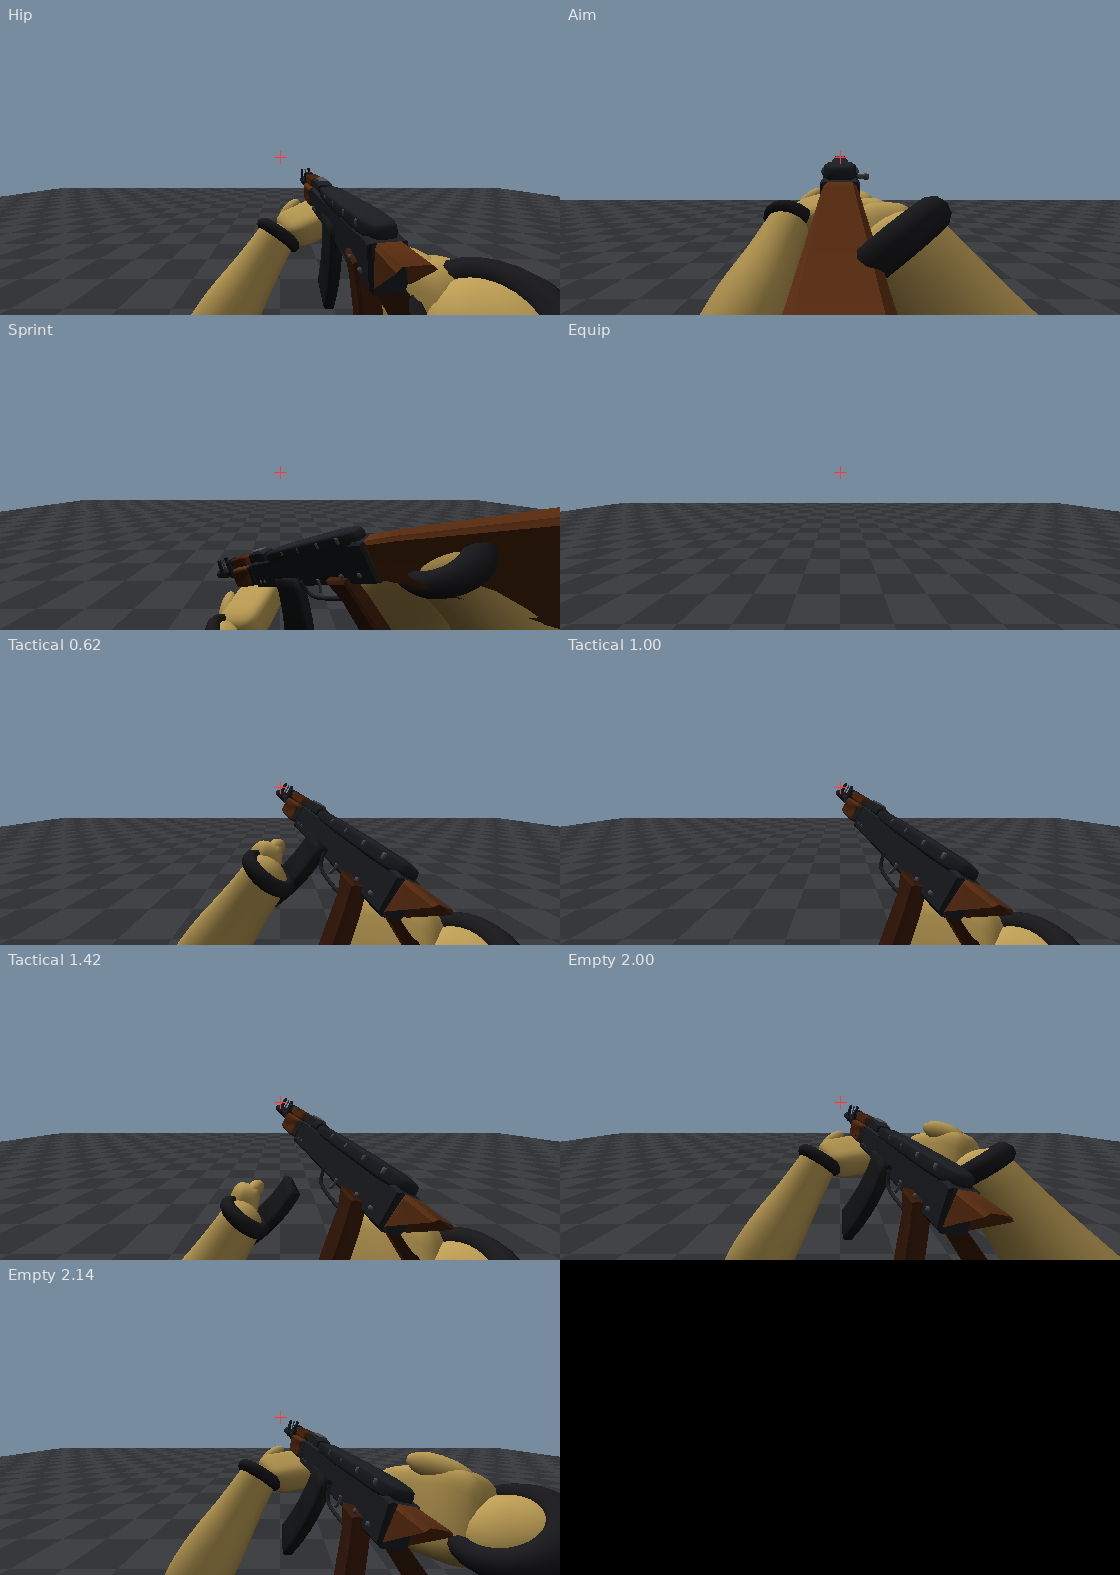 Hip
Aim
Sprint
Equip
Tactical 0.62
Tactical 1.00
Tactical 1.42
Empty 2.00
Empty 2.14